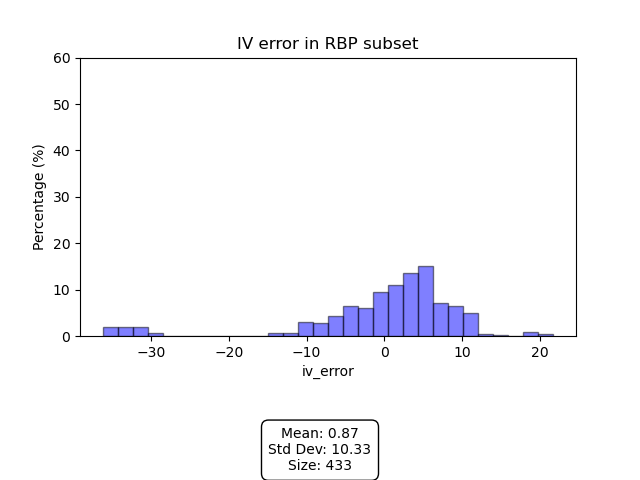 IV error in RBP subset
60
50
40
30
20
10
0
Percentage (%)
−30
−20
−10
0
10
20
iv_error
Mean: 0.87
Std Dev: 10.33
Size: 433